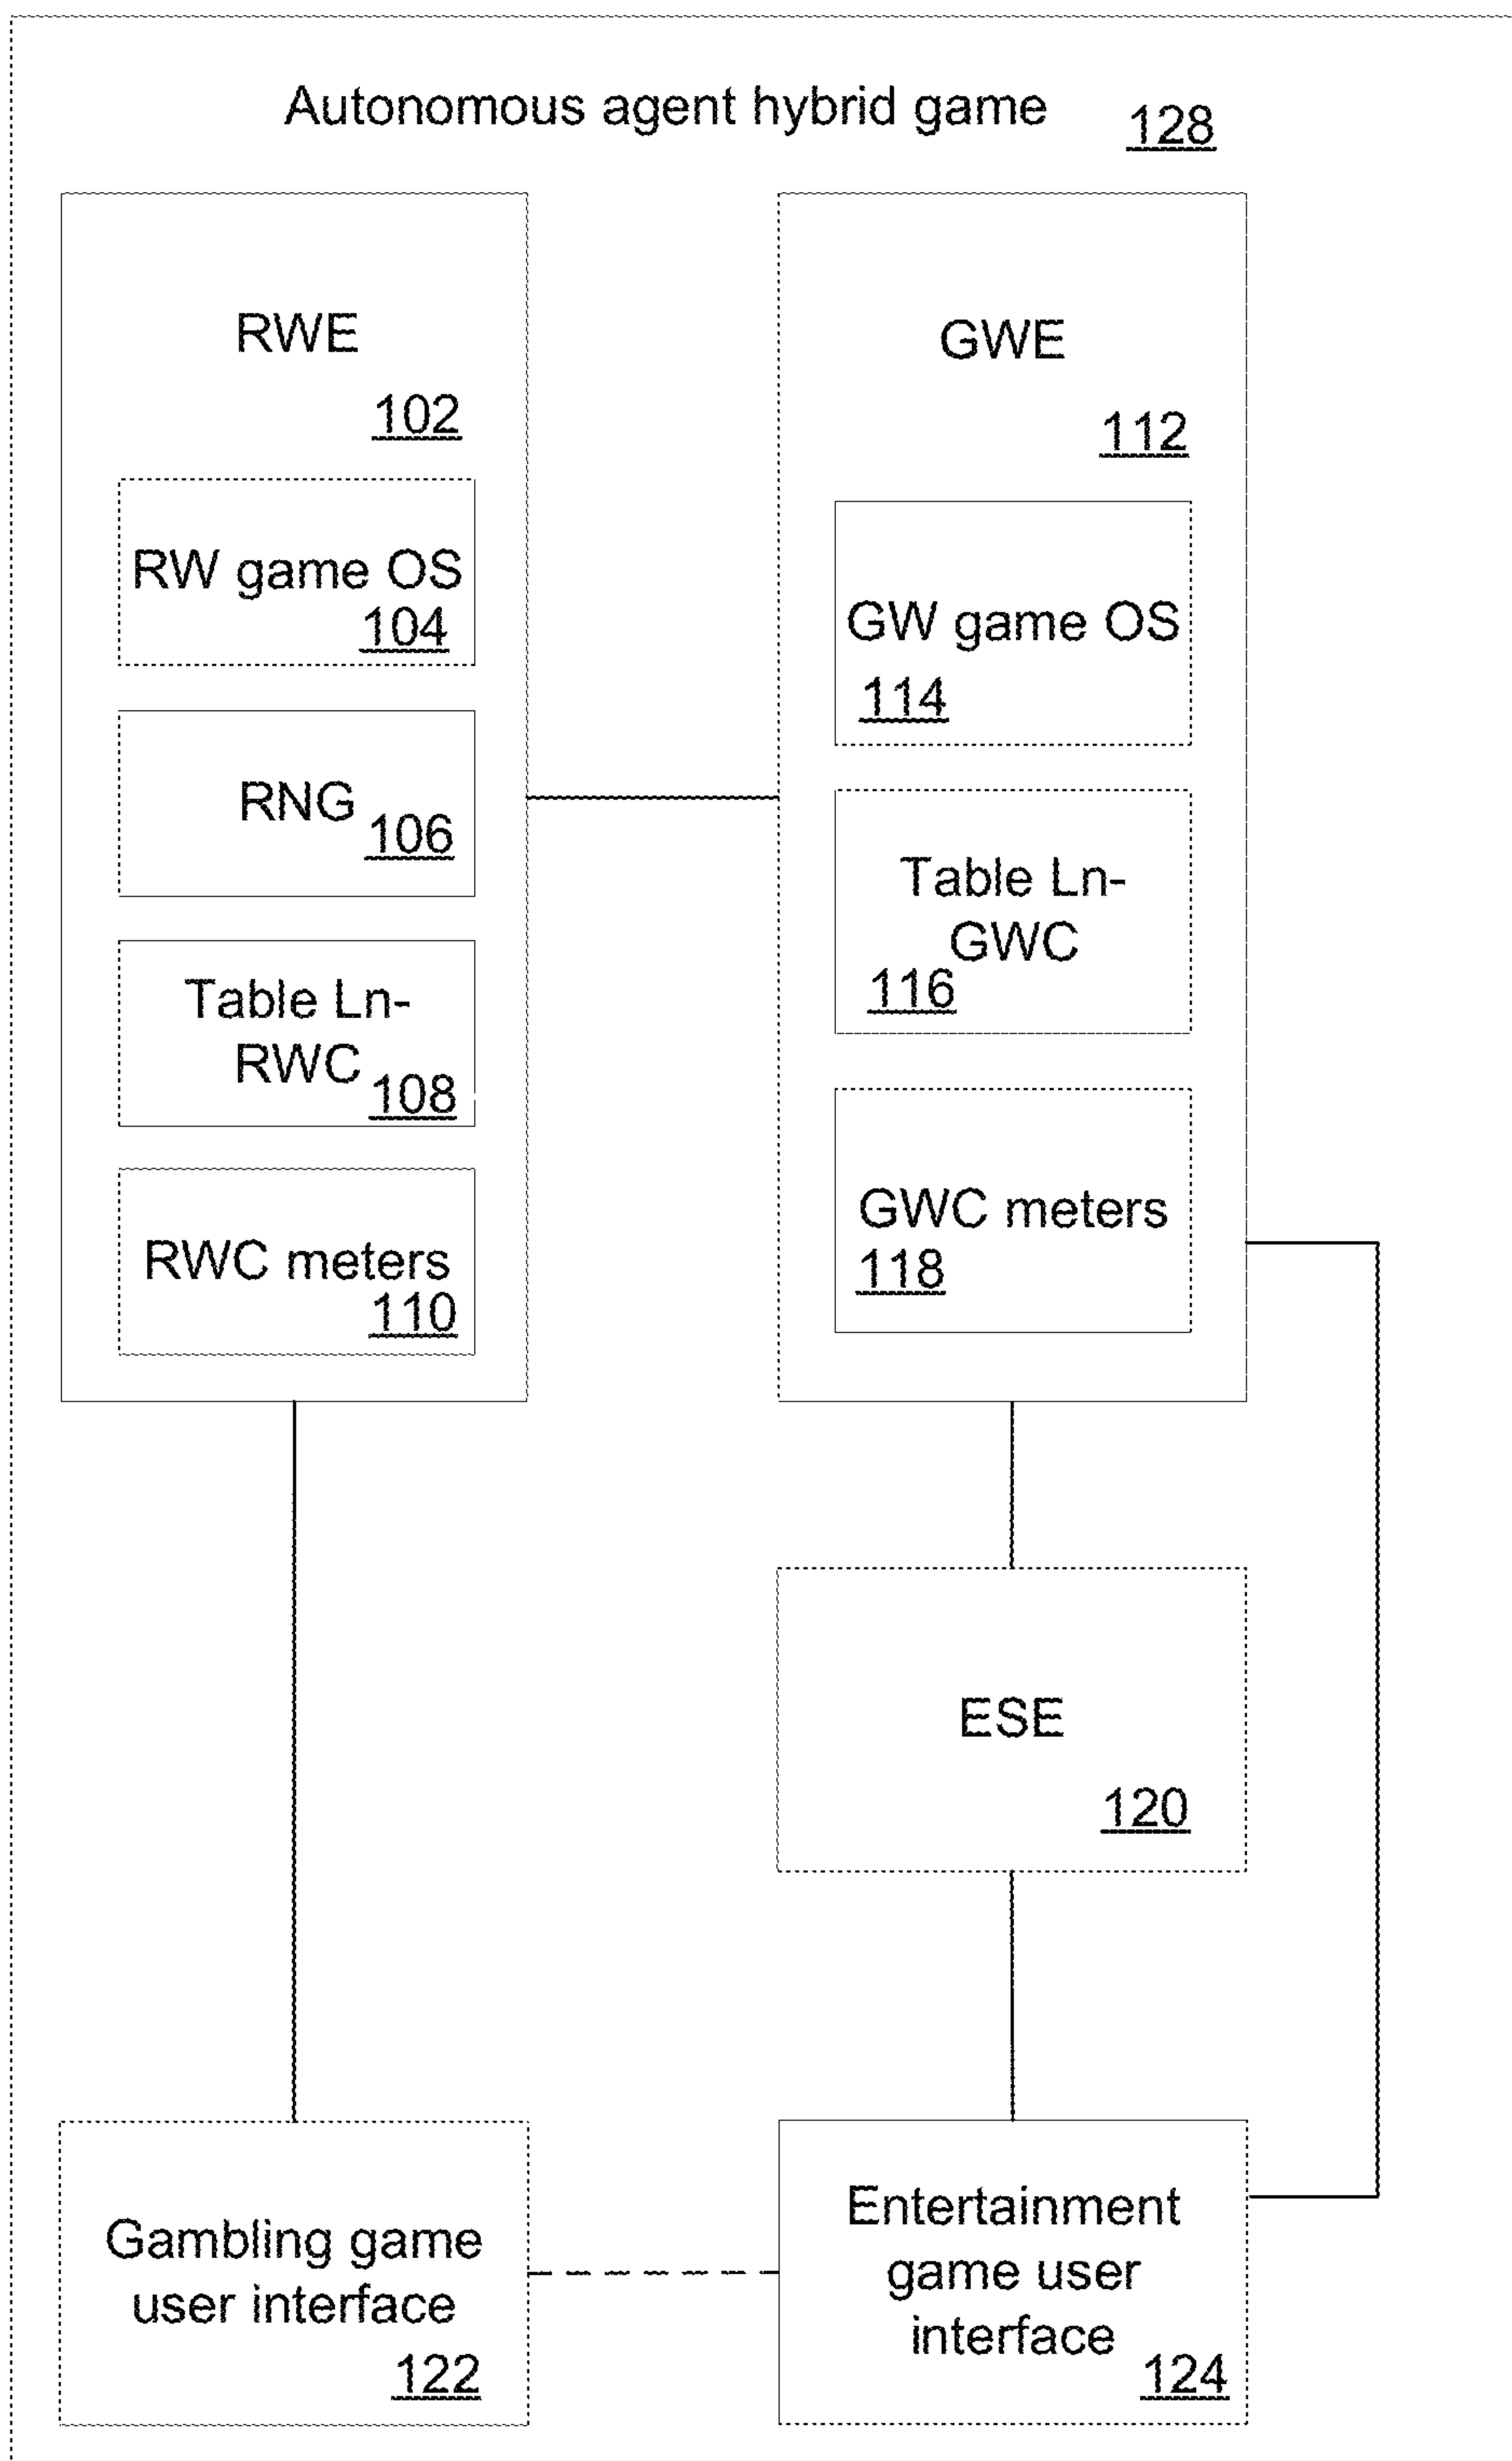 Autonomous agent hybrid game 128
RWE
102
RW game OS
104
RNG
106
Table Ln-
RWC
108
RWC meters
110
GWE
112
GW game OS
114
Table Ln-
GWC
116
GWC meters
118
ESE
120
Gambling game
user interface
122
Entertainment
game user
interface
124